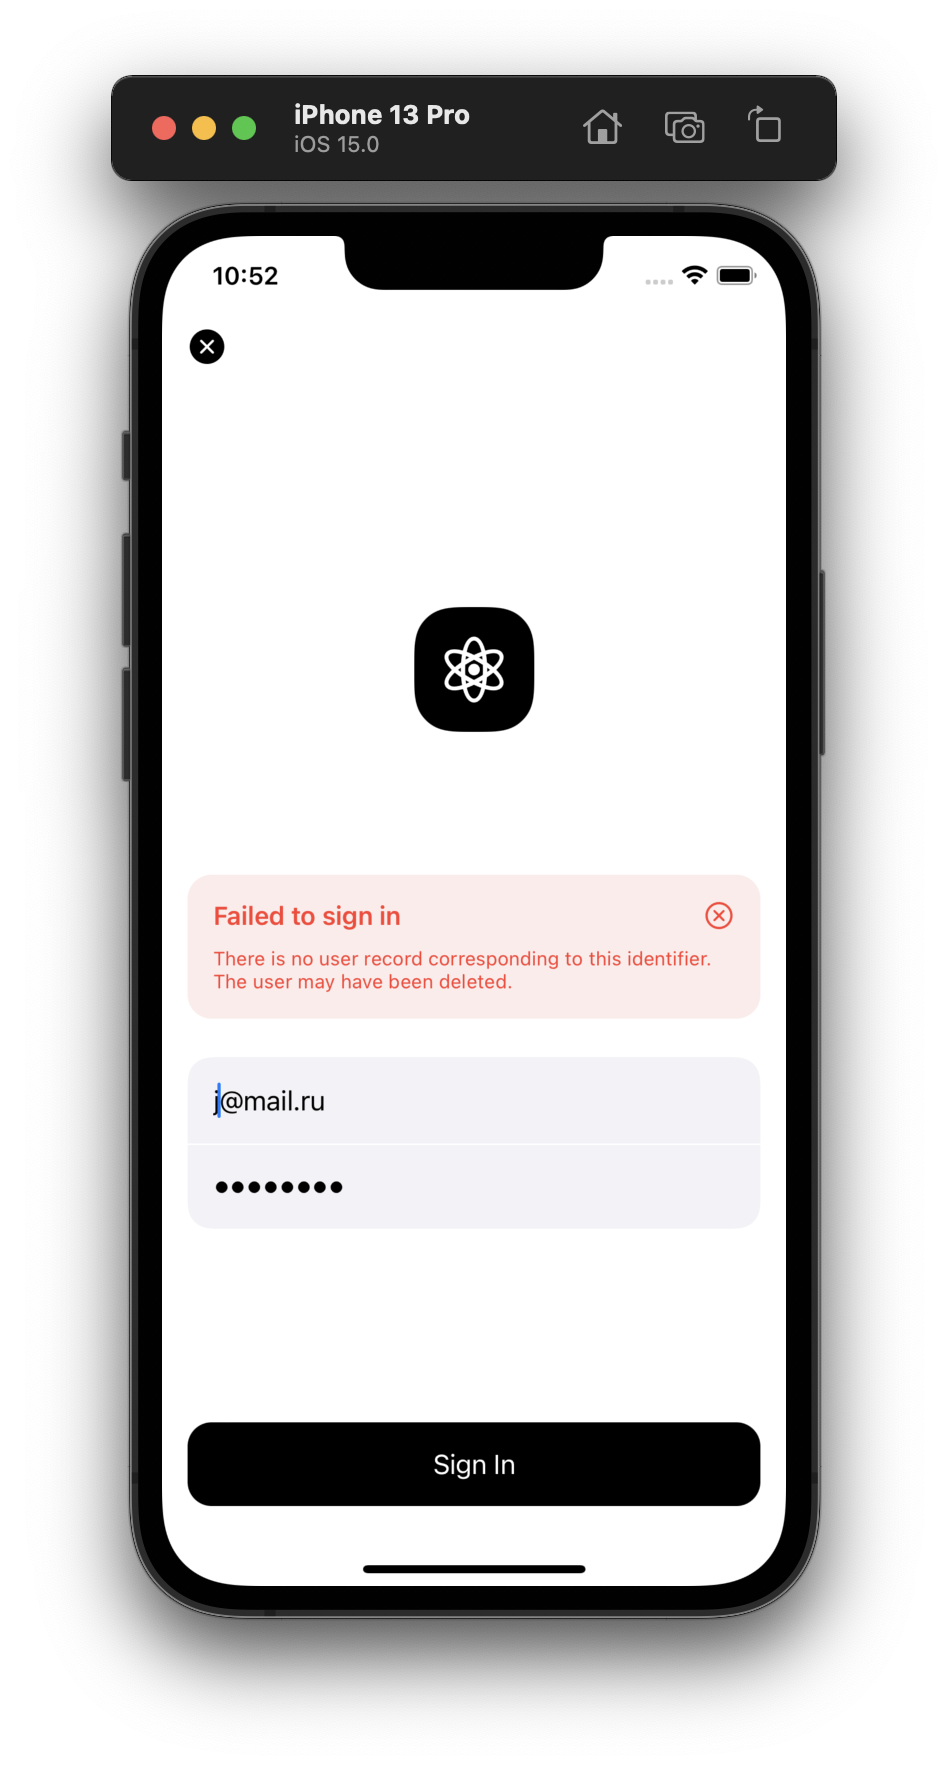 iPhone 13 Pro
iOS 15.0
10:52
Failed to sign in
There is no user record corresponding to this identifier.
The user may have been deleted.
j@mail.ru
••••••••
Sign In